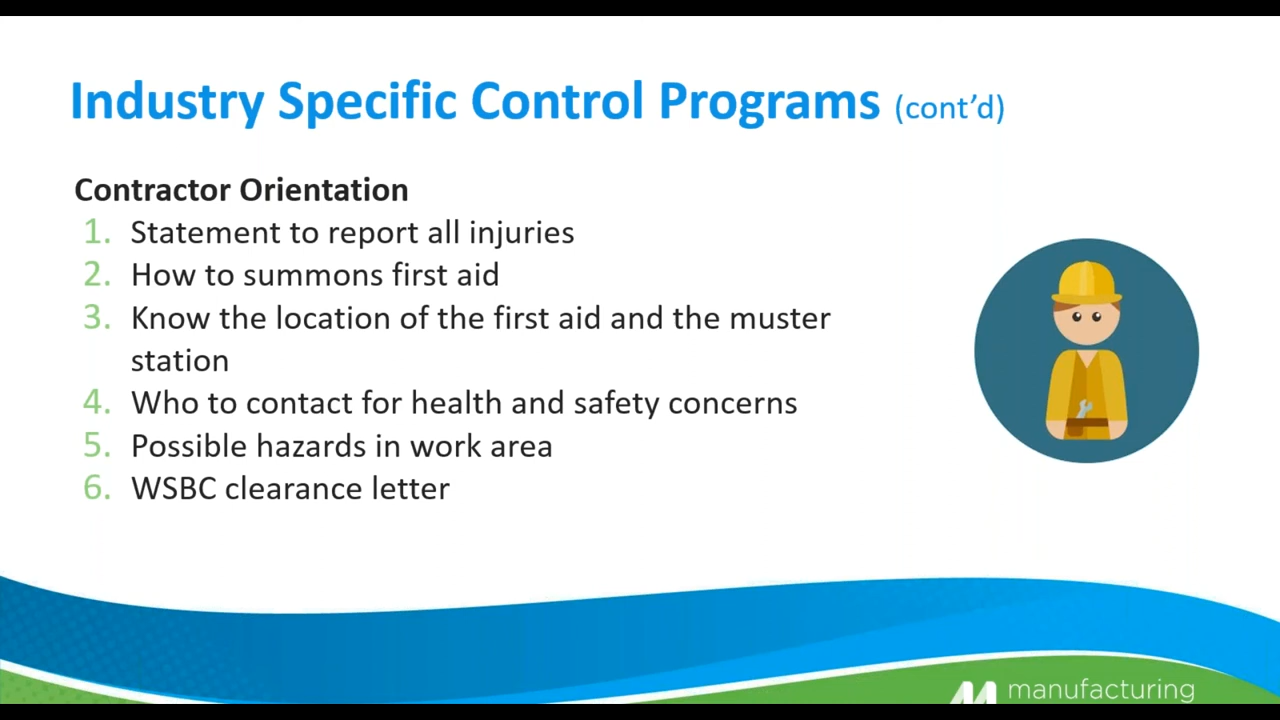 Industry Specific Control Programs (cont’d)
Contractor Orientation
1. Statement to report all injuries
2. How to summons first aid
3. Know the location of the first aid and the muster
station
4. Who to contact for health and safety concerns
5. Possible hazards in work area
6. WSBC clearance letter
manufacturing